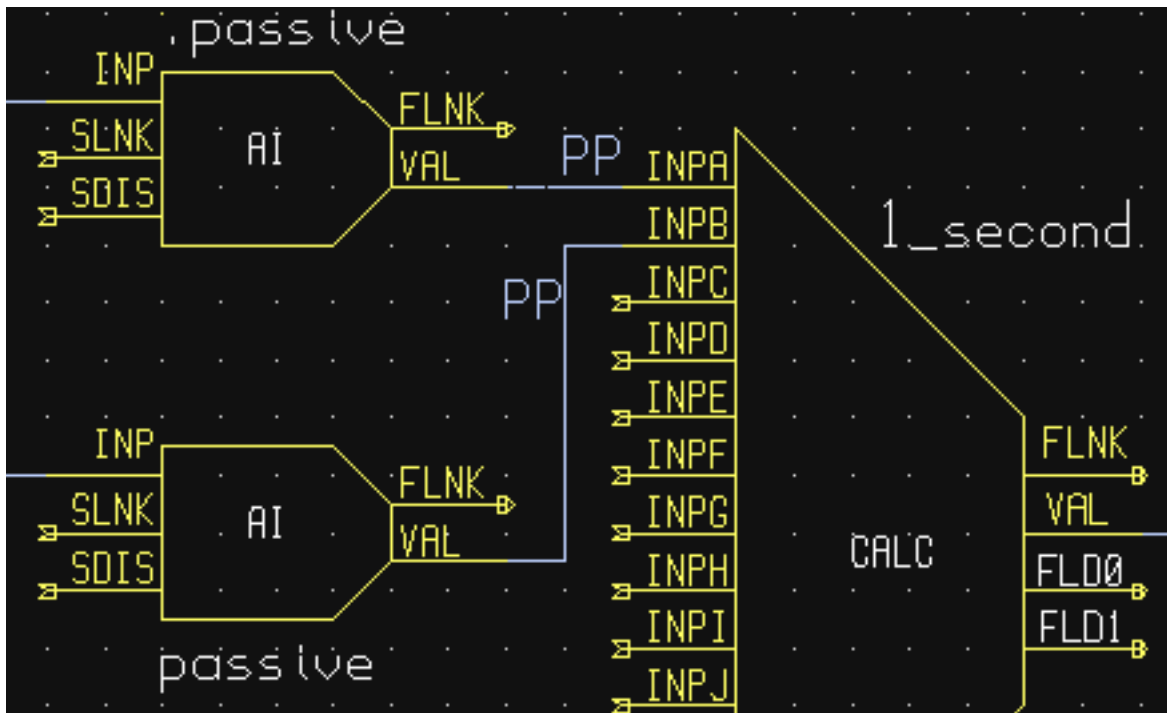 .passive
INP
SLNK
SDIS
AI
FLNK
VAL
PP
INPA
INPB
INPC
INPD
INPE
INPF
INPG
INPH
INPI
INPJ
1_second
PP
CALC
FLNK
VAL
FLD0
FLD1
INP
SLNK
SDIS
AI
FLNK
VAL
passive